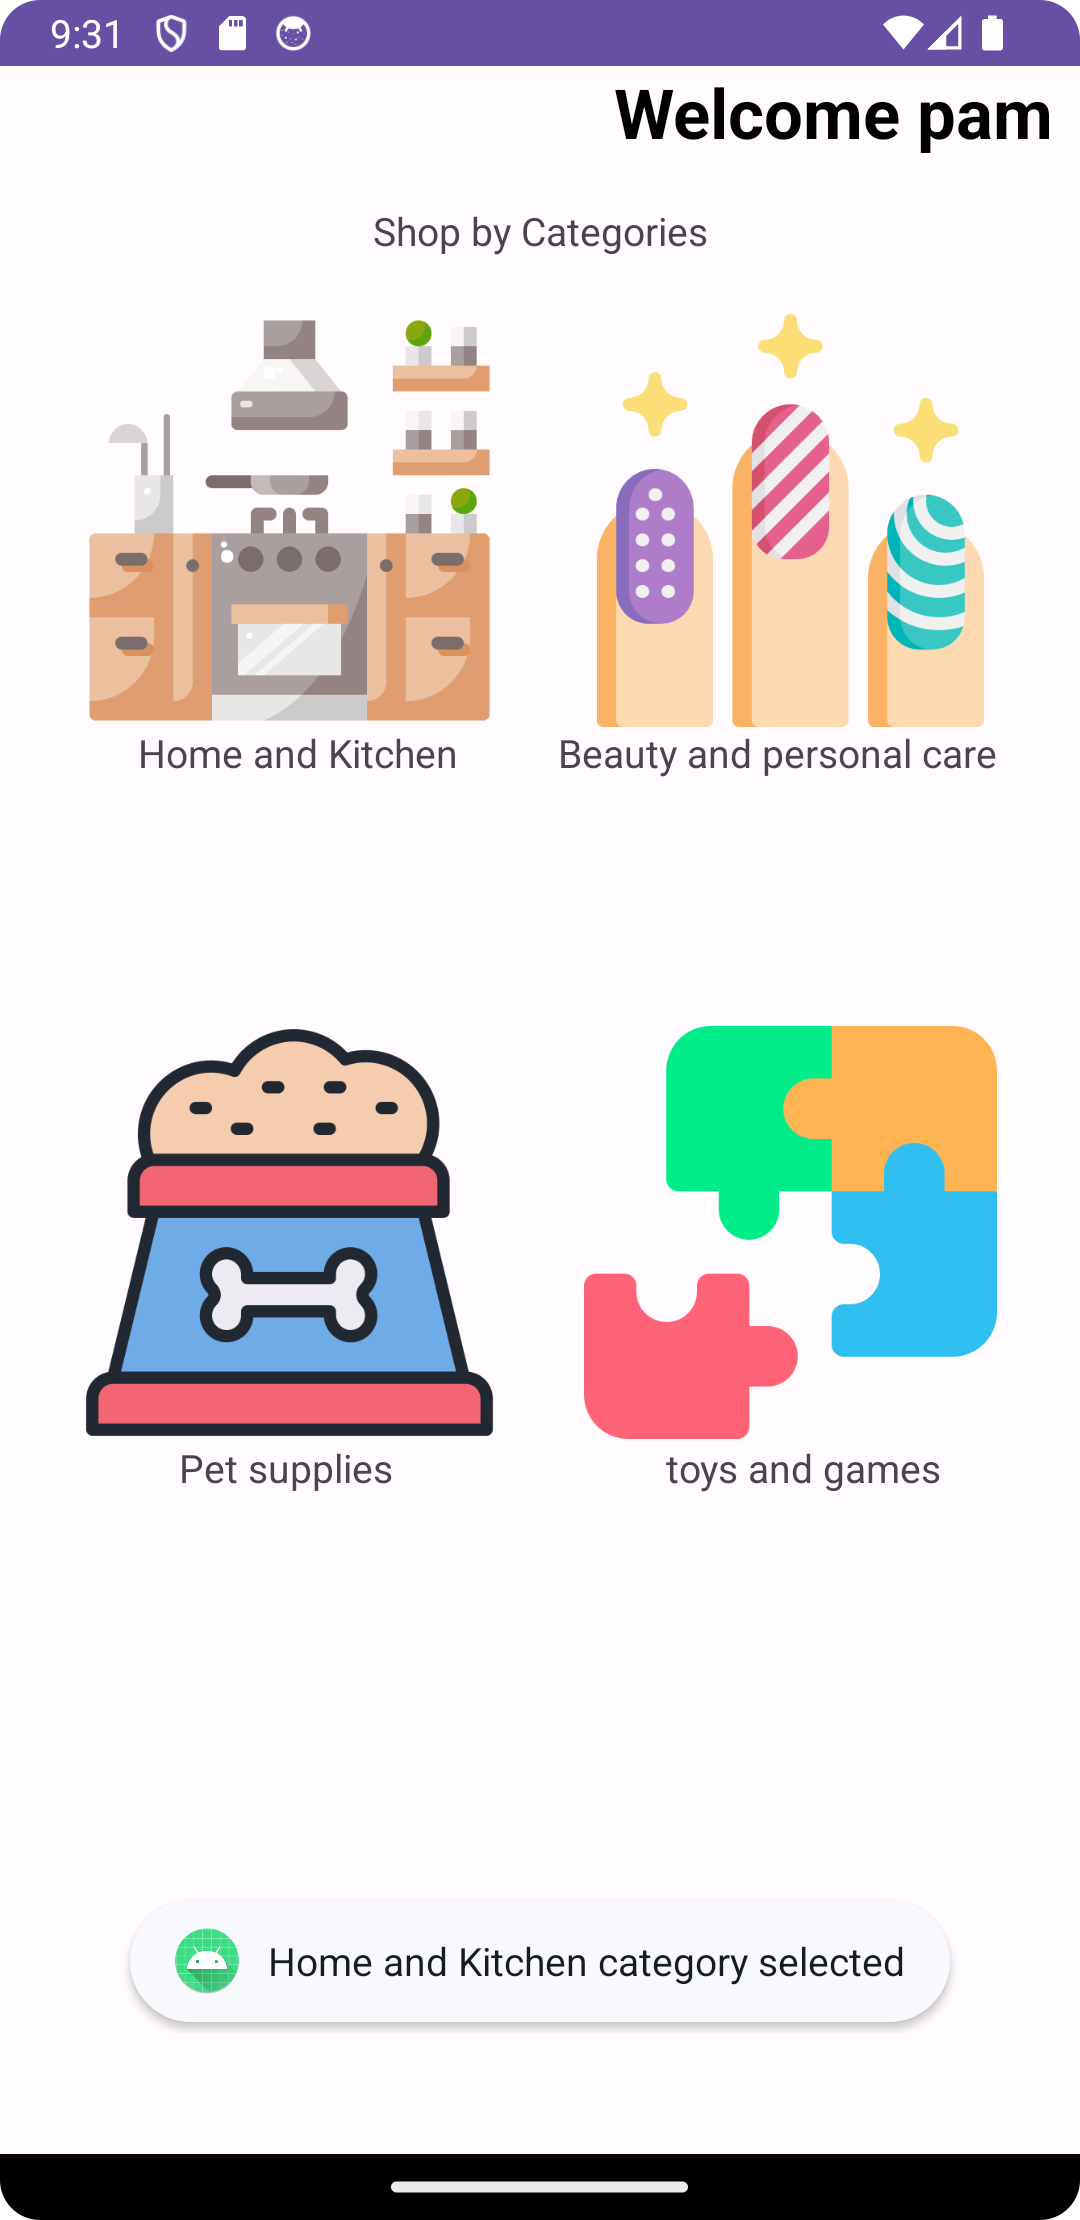 9:31
Welcome pam
Shop by Categories
Home and Kitchen
Beauty and personal care
Pet supplies
toys and games
Home and Kitchen category selected